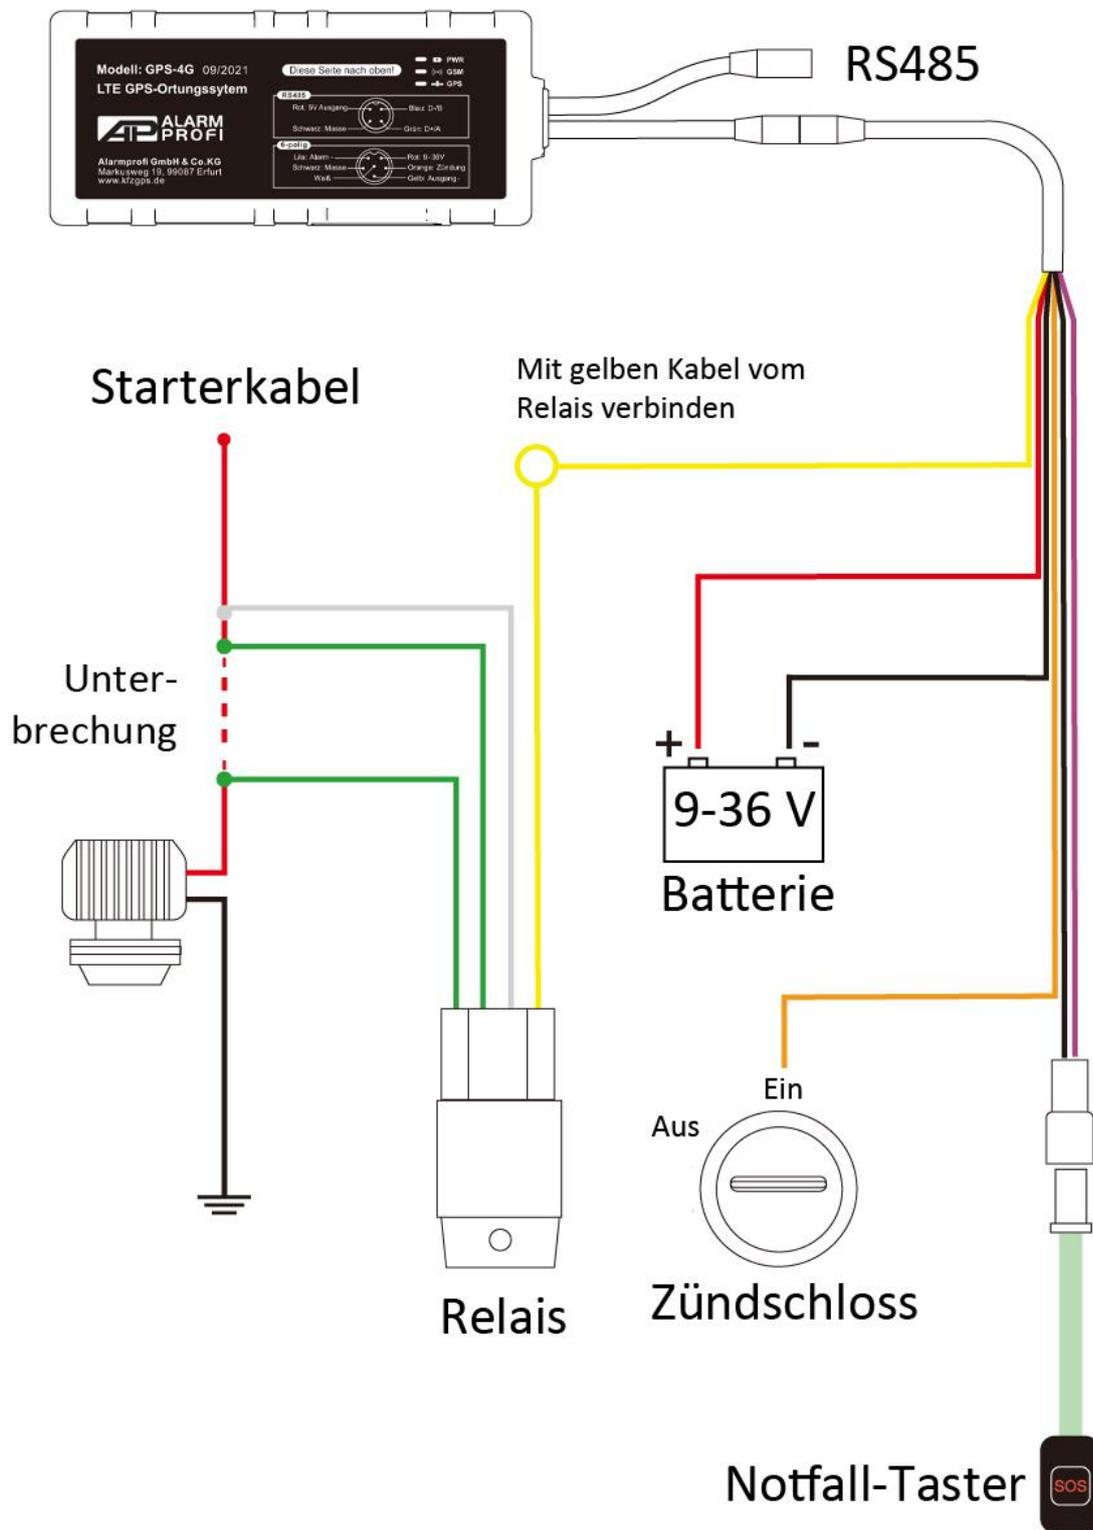 Modell: GPS-4G 09/2021
LTE GPS-Ortungssytem
ALARM
PROFI
Alarmprofi GmbH & Co.KG
Markusweg 19, 99087 Erfurt
www.kfzgps.de
Diese Seite nach oben!
PWR
GSM
GPS
RS485
Rot: 5V Ausgang
Blau: D-/B
Schwarz: Masse
Grün: D+/A
6-polig
Lila: Alarm -
Rot: 9-36V
Schwarz: Masse
Orange: Zündung
Weiß
Gelb: Ausgang -
RS485
Starterkabel
Mit gelben Kabel vom
Relais verbinden
Unter-
brechung
+ -
9-36 V
Batterie
Ein
Aus
Relais
Zündschloss
Notfall-Taster
SOS